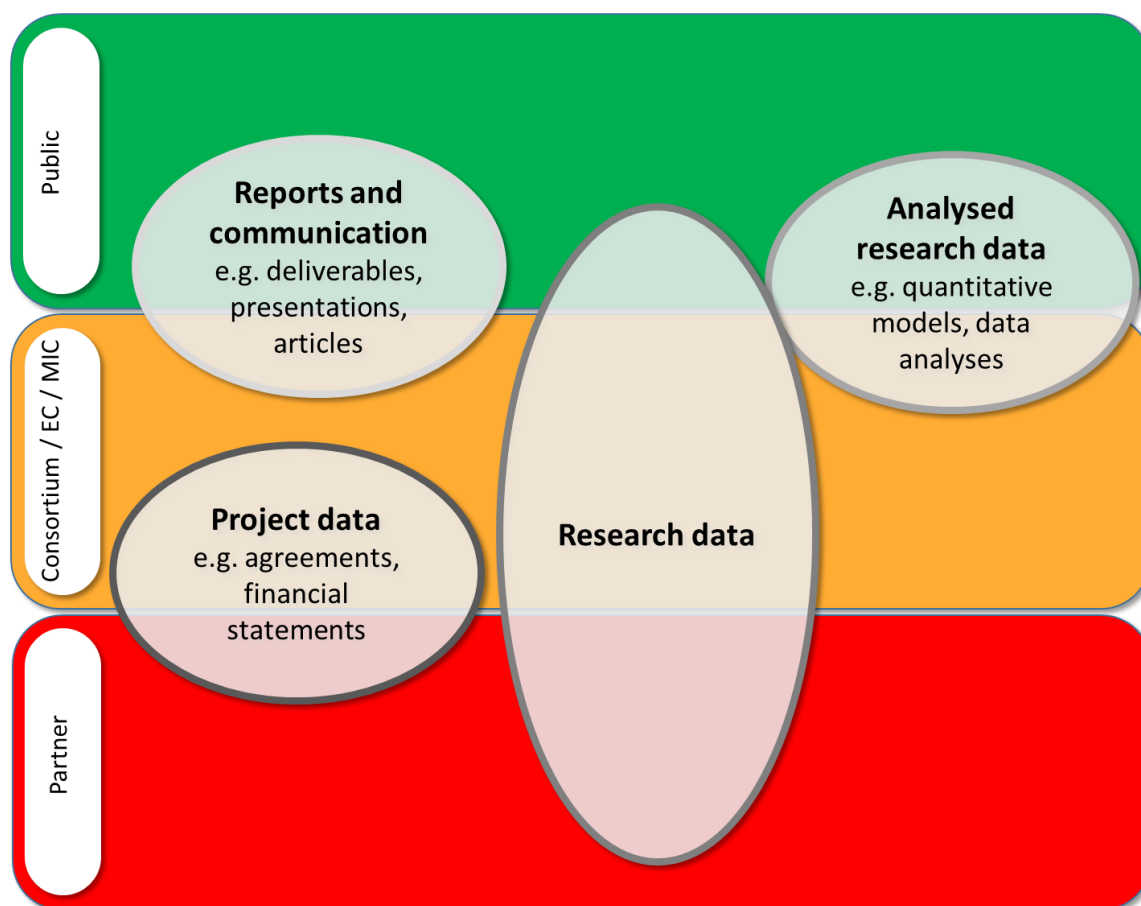 Public
Reports and
communication
e.g. deliverables,
presentations,
articles
Analysed
research data
e.g. quantitative
models, data
analyses
Consortium / EC / MIC
Project data
e.g. agreements,
financial
statements
Research data
Partner